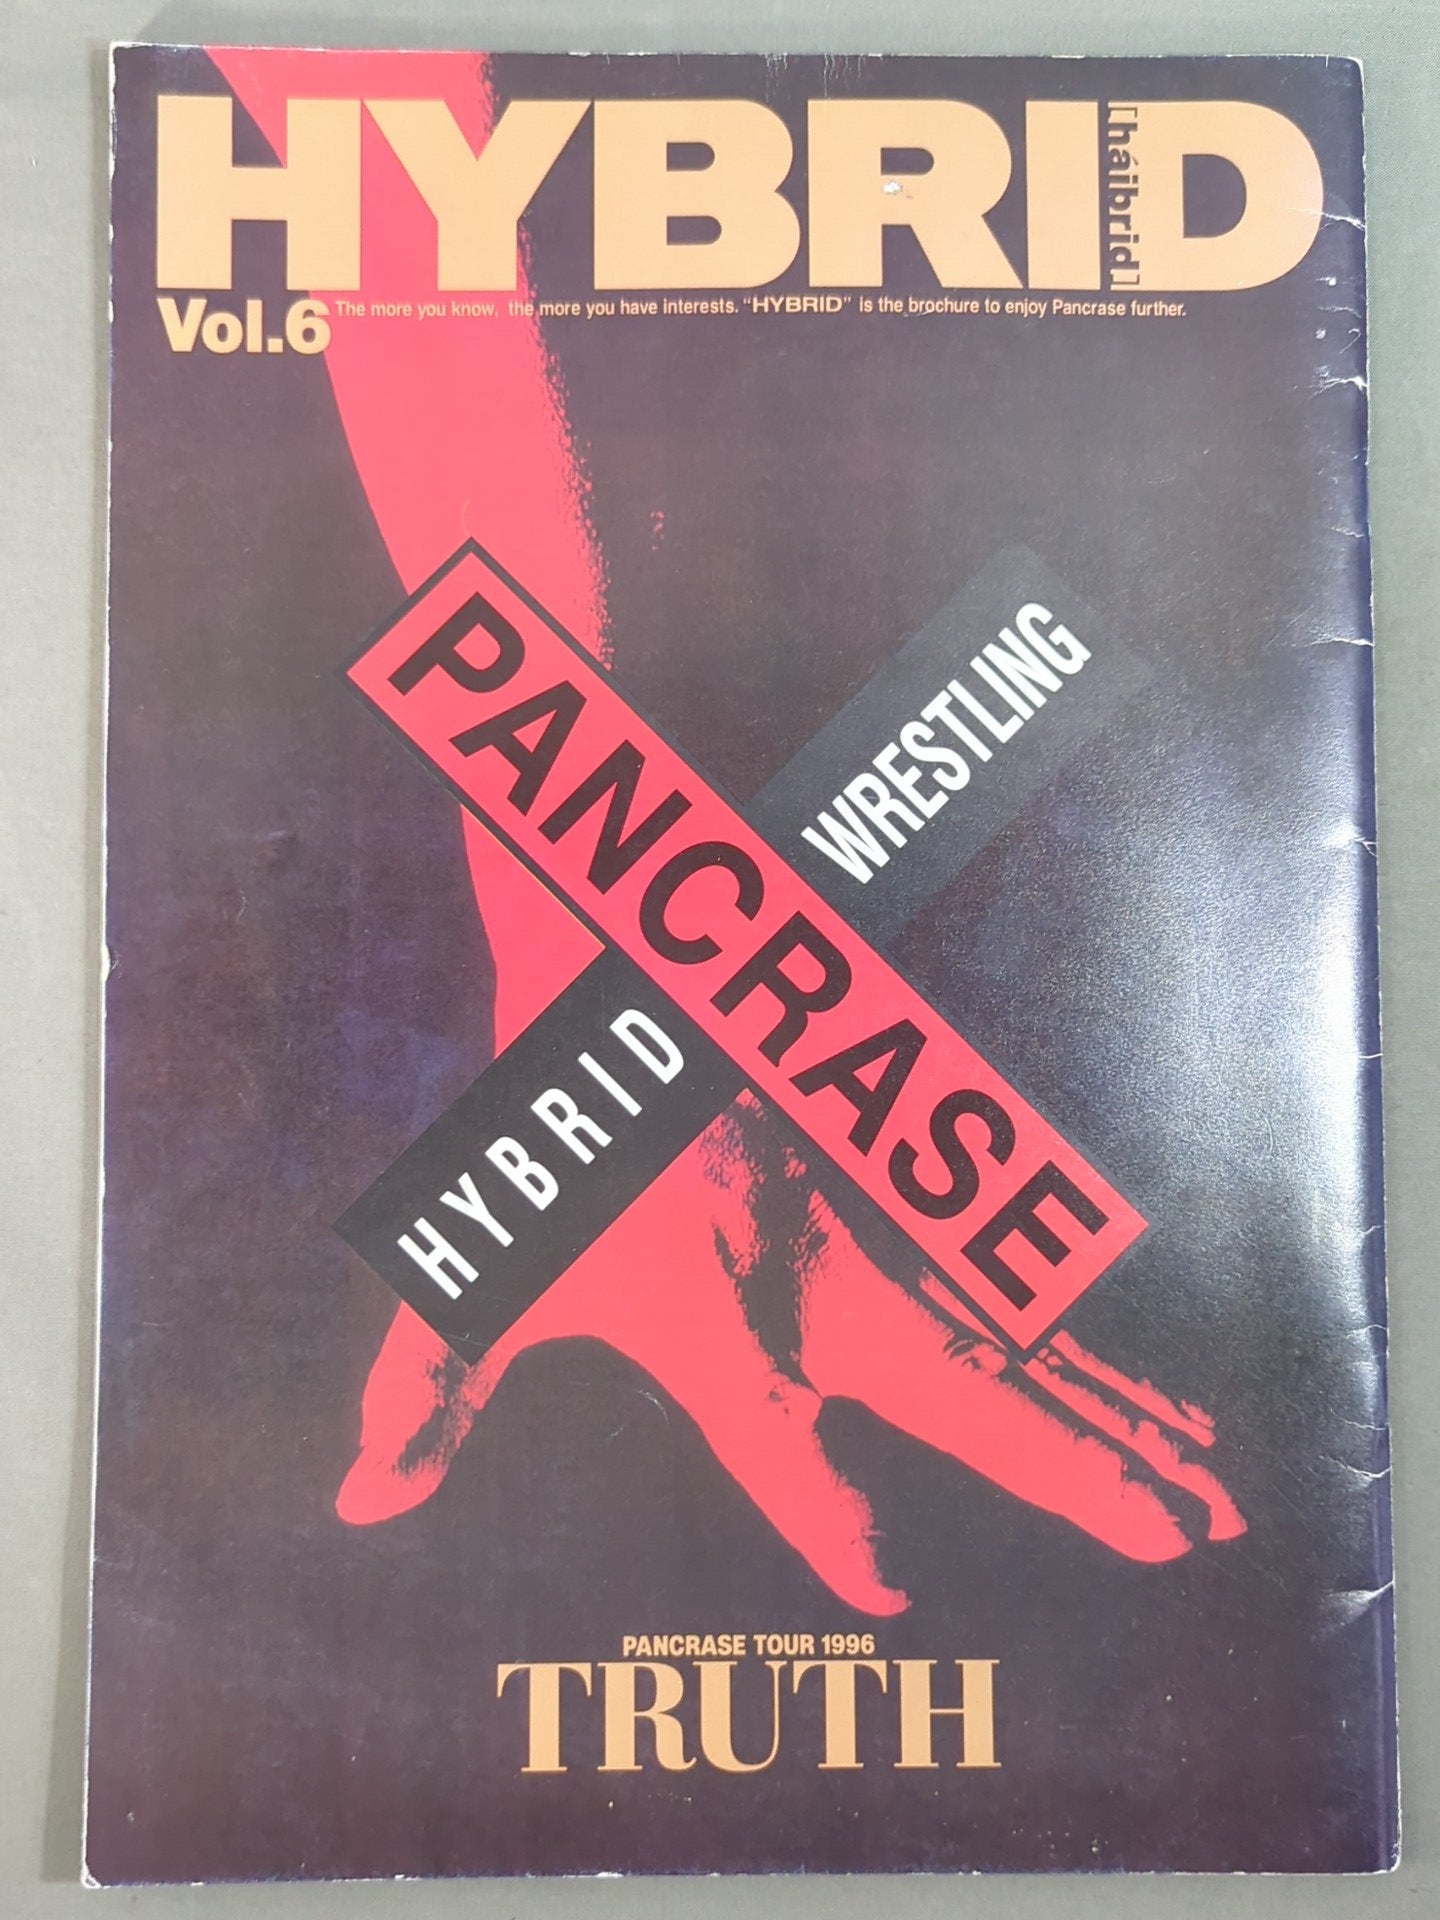 HYBRID
[háibrid]
Vol.6
The more you know, the more you have interests. “HYBRID” is the brochure to enjoy Pancrase further.
PANCRASE
HYBRID WRESTLING
PANCRASE TOUR 1996
TRUTH